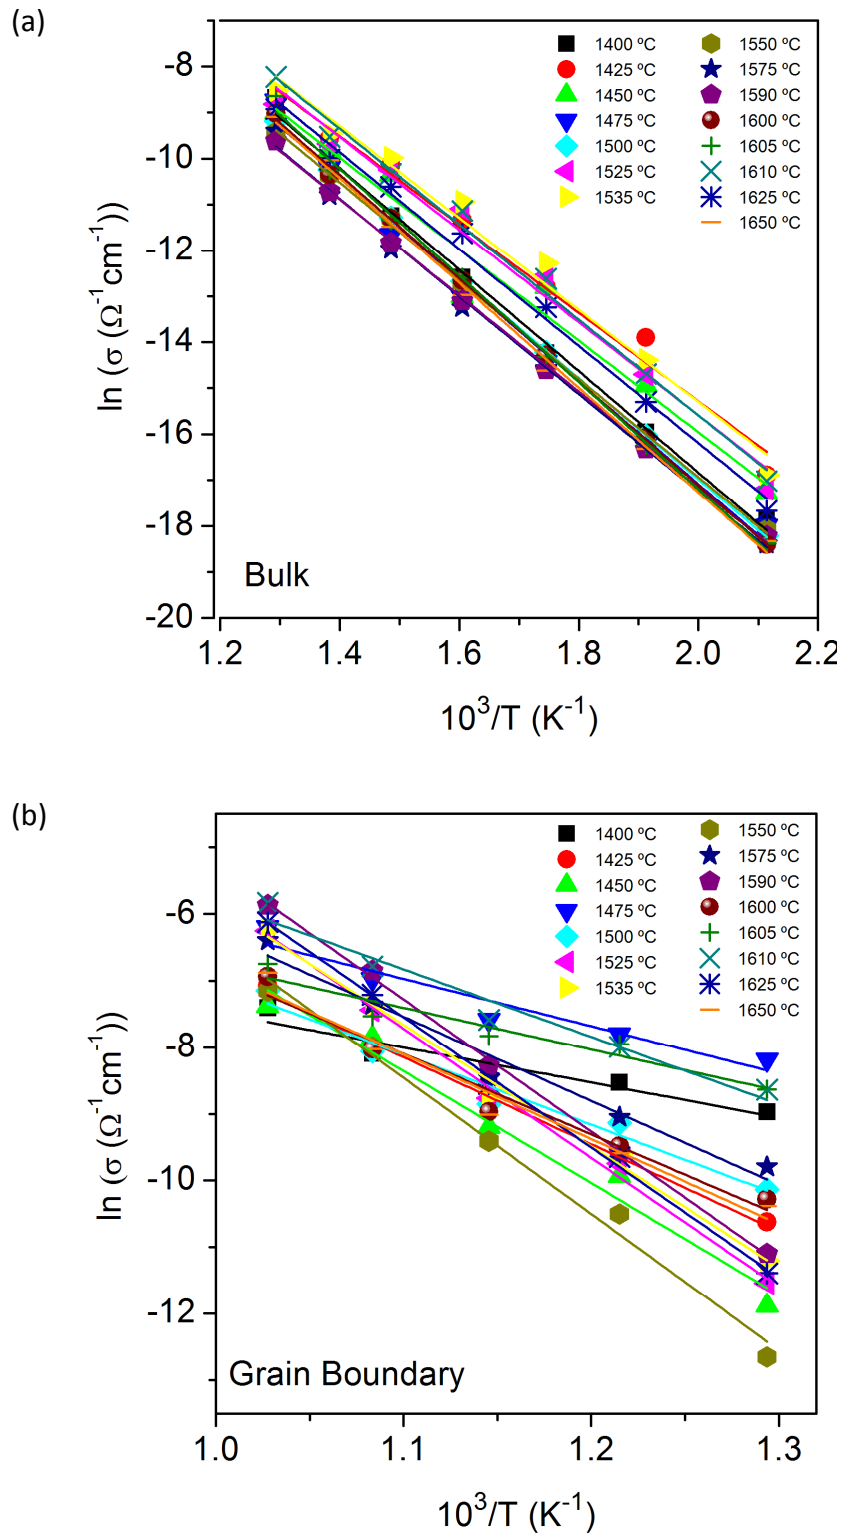 (a)
-8
-10
-12
-14
-16
-18
-20
ln (σ (Ω⁻¹cm⁻¹))
1400 ºC
1425 ºC
1450 ºC
1475 ºC
1500 ºC
1525 ºC
1535 ºC
1550 ºC
1575 ºC
1590 ºC
1600 ºC
1605 ºC
1610 ºC
1625 ºC
1650 ºC
Bulk
1.2 1.4 1.6 1.8 2.0 2.2
10³/T (K⁻¹)
(b)
-6
-8
-10
-12
ln (σ (Ω⁻¹cm⁻¹))
1400 ºC
1425 ºC
1450 ºC
1475 ºC
1500 ºC
1525 ºC
1535 ºC
1550 ºC
1575 ºC
1590 ºC
1600 ºC
1605 ºC
1610 ºC
1625 ºC
1650 ºC
Grain Boundary
1.0 1.1 1.2 1.3
10³/T (K⁻¹)